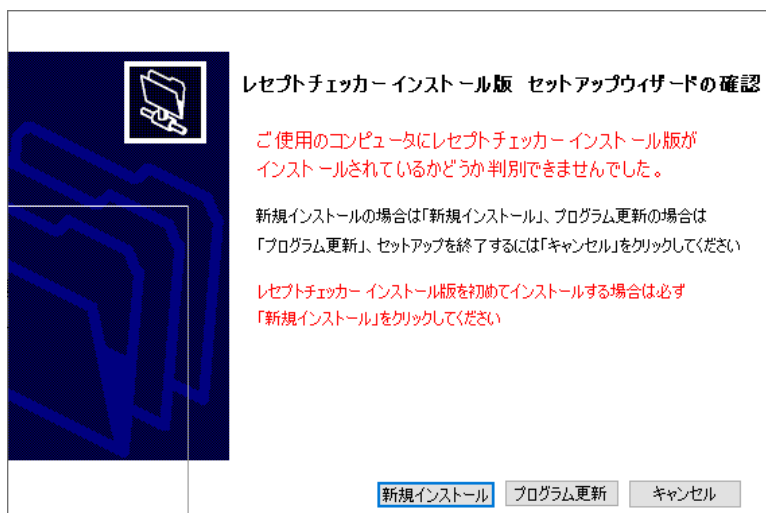 レセプトチェッカー インストール版 セットアップウィザードの確認
ご使用のコンピュータにレセプトチェッカー インストール版が
インストールされているかどうか判別できませんでした。
新規インストールの場合は「新規インストール」、プログラム更新の場合は
「プログラム更新」、セットアップを終了するには「キャンセル」をクリックしてください
レセプトチェッカー インストール版を初めてインストールする場合は必ず
「新規インストール」をクリックしてください
新規インストール プログラム更新 キャンセル